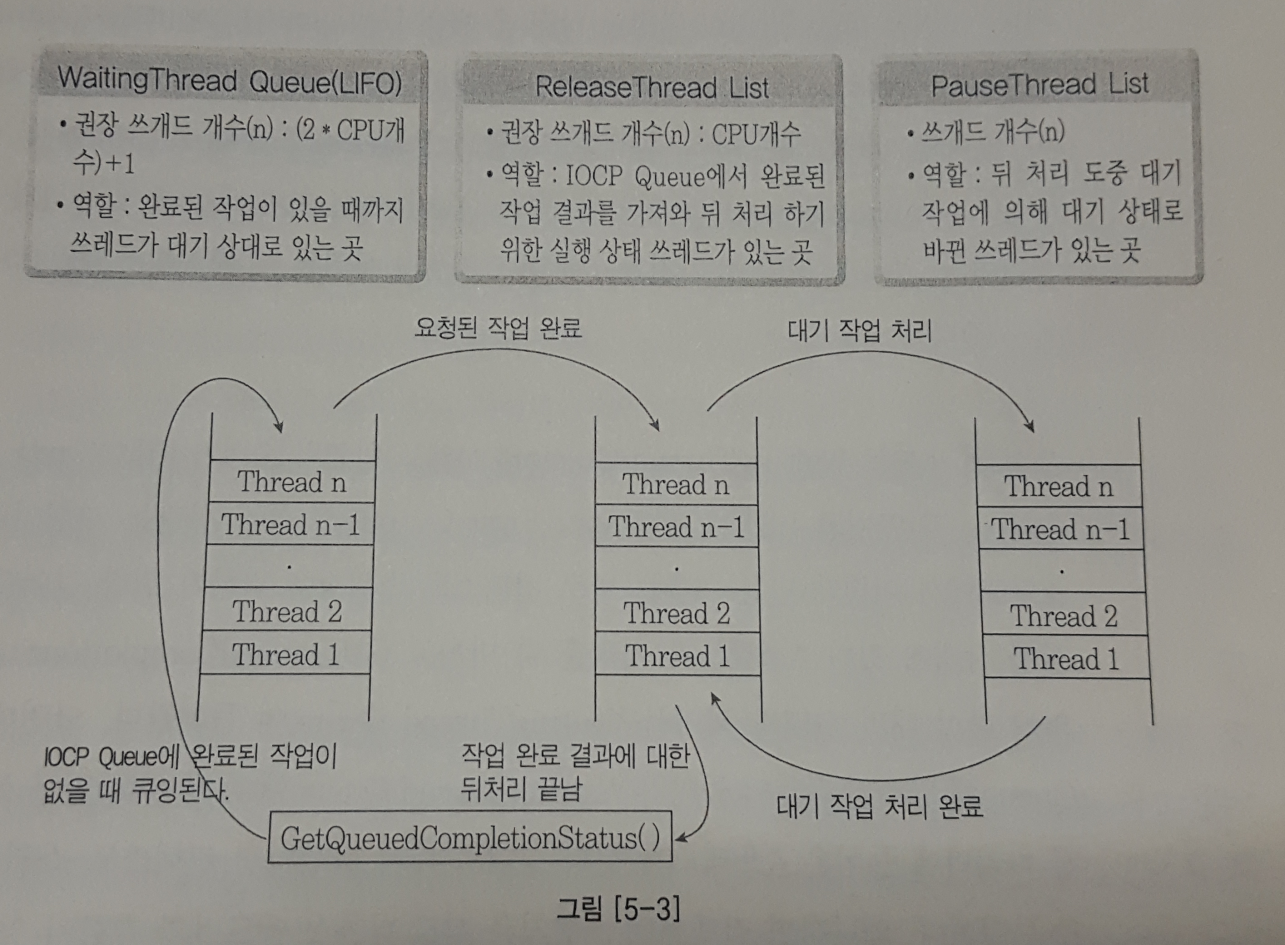 WaitingThread Queue(LIFO)
• 권장 쓰개드 개수(n) : (2 * CPU개
수)+1
• 역할 : 완료된 작업이 있을 때까지
쓰레드가 대기 상대로 있는 곳
ReleaseThread List
• 권장 쓰개드 개수(n) : CPU개수
• 역할 : IOCP Queue에서 완료된
작업 결과를 가져와 뒤 처리 하기
위한 실행 상태 쓰레드가 있는 곳
PauseThread List
• 쓰개드 개수(n)
• 역할 : 뒤 처리 도중 대기
작업에 의해 대기 상태로
바뀐 쓰레드가 있는 곳
요청된 작업 완료
대기 작업 처리
Thread n
Thread n-1
.
Thread 2
Thread 1
Thread n
Thread n-1
.
Thread 2
Thread 1
Thread n
Thread n-1
.
Thread 2
Thread 1
IOCP Queue에 완료된 작업이
없을 때 큐잉된다.
작업 완료 결과에 대한
뒤처리 끝남
대기 작업 처리 완료
GetQueuedCompletionStatus( )
그림 [5-3]